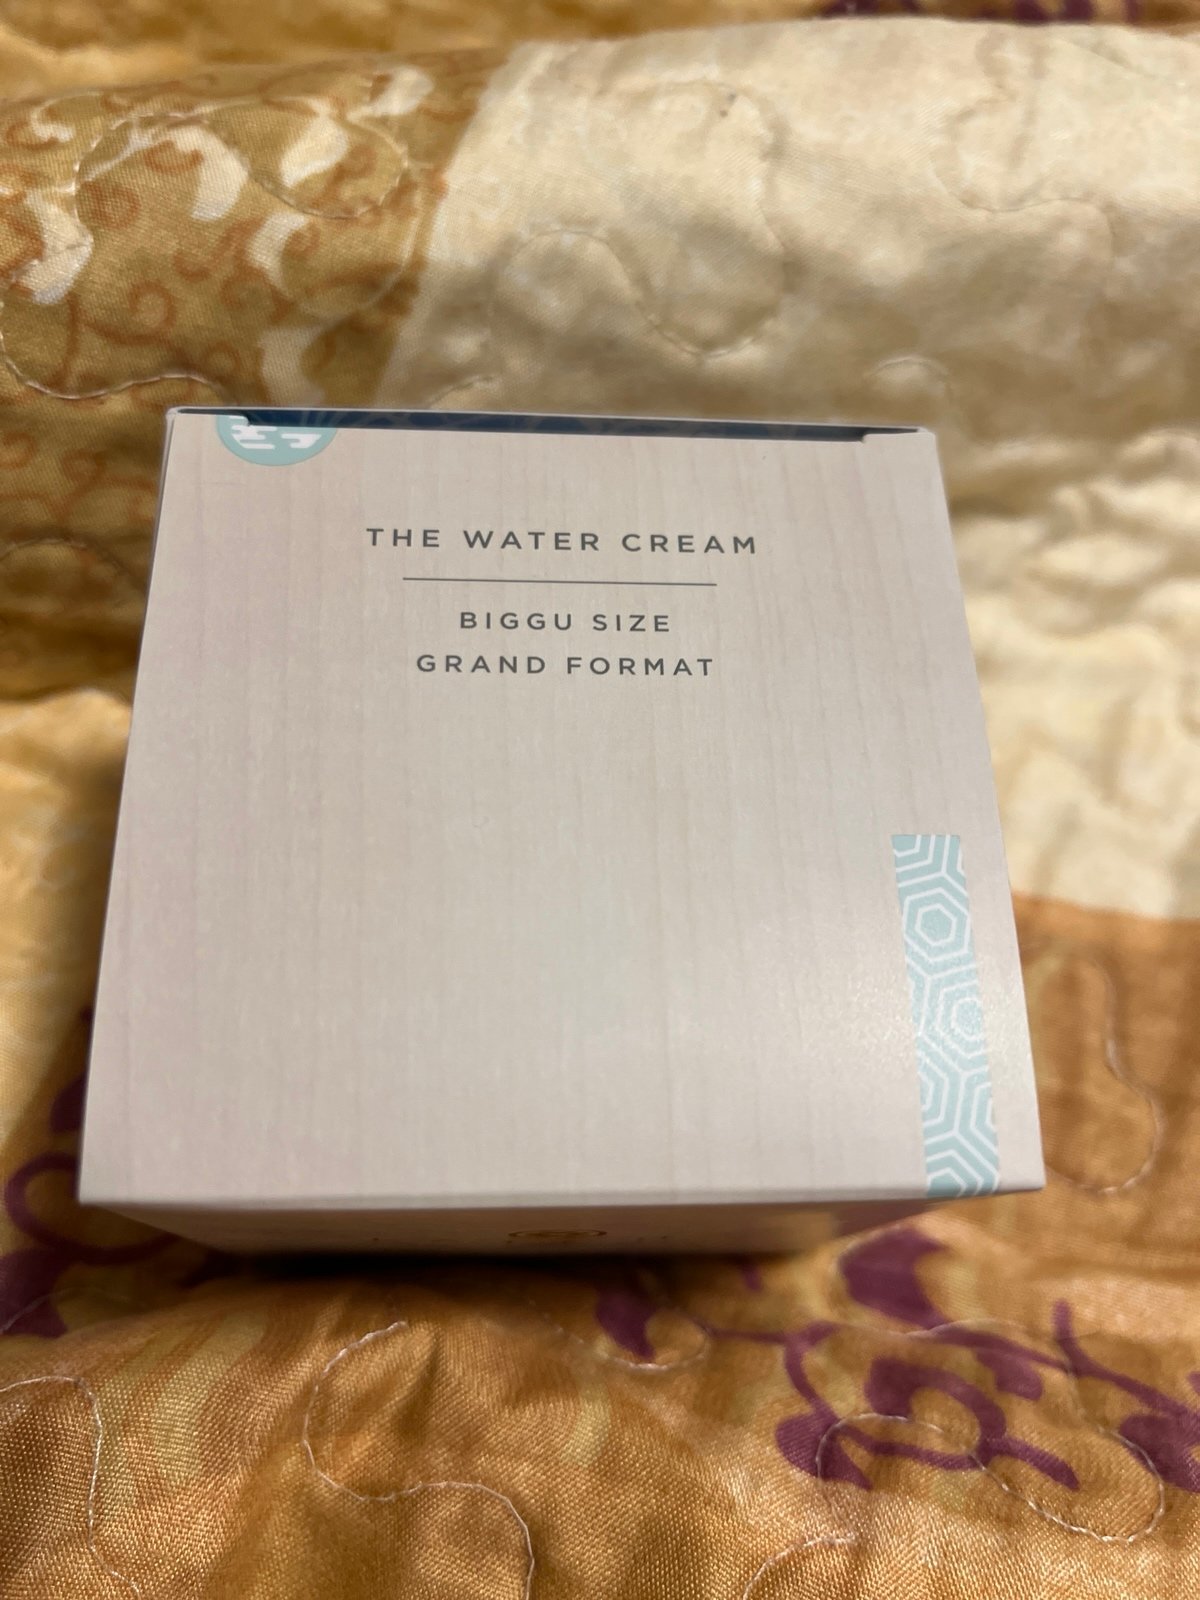 THE WATER CREAM
BIGGU SIZE
GRAND FORMAT